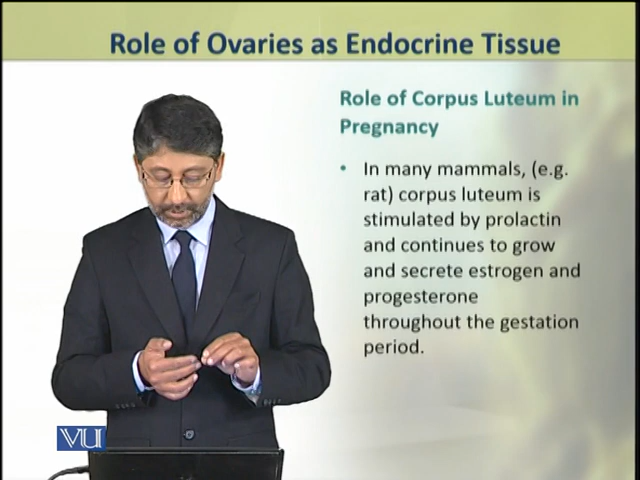 Role of Ovaries as Endocrine Tissue
Role of Corpus Luteum in
Pregnancy
• In many mammals, (e.g.
rat) corpus luteum is
stimulated by prolactin
and continues to grow
and secrete estrogen and
progesterone
throughout the gestation
period.
VU